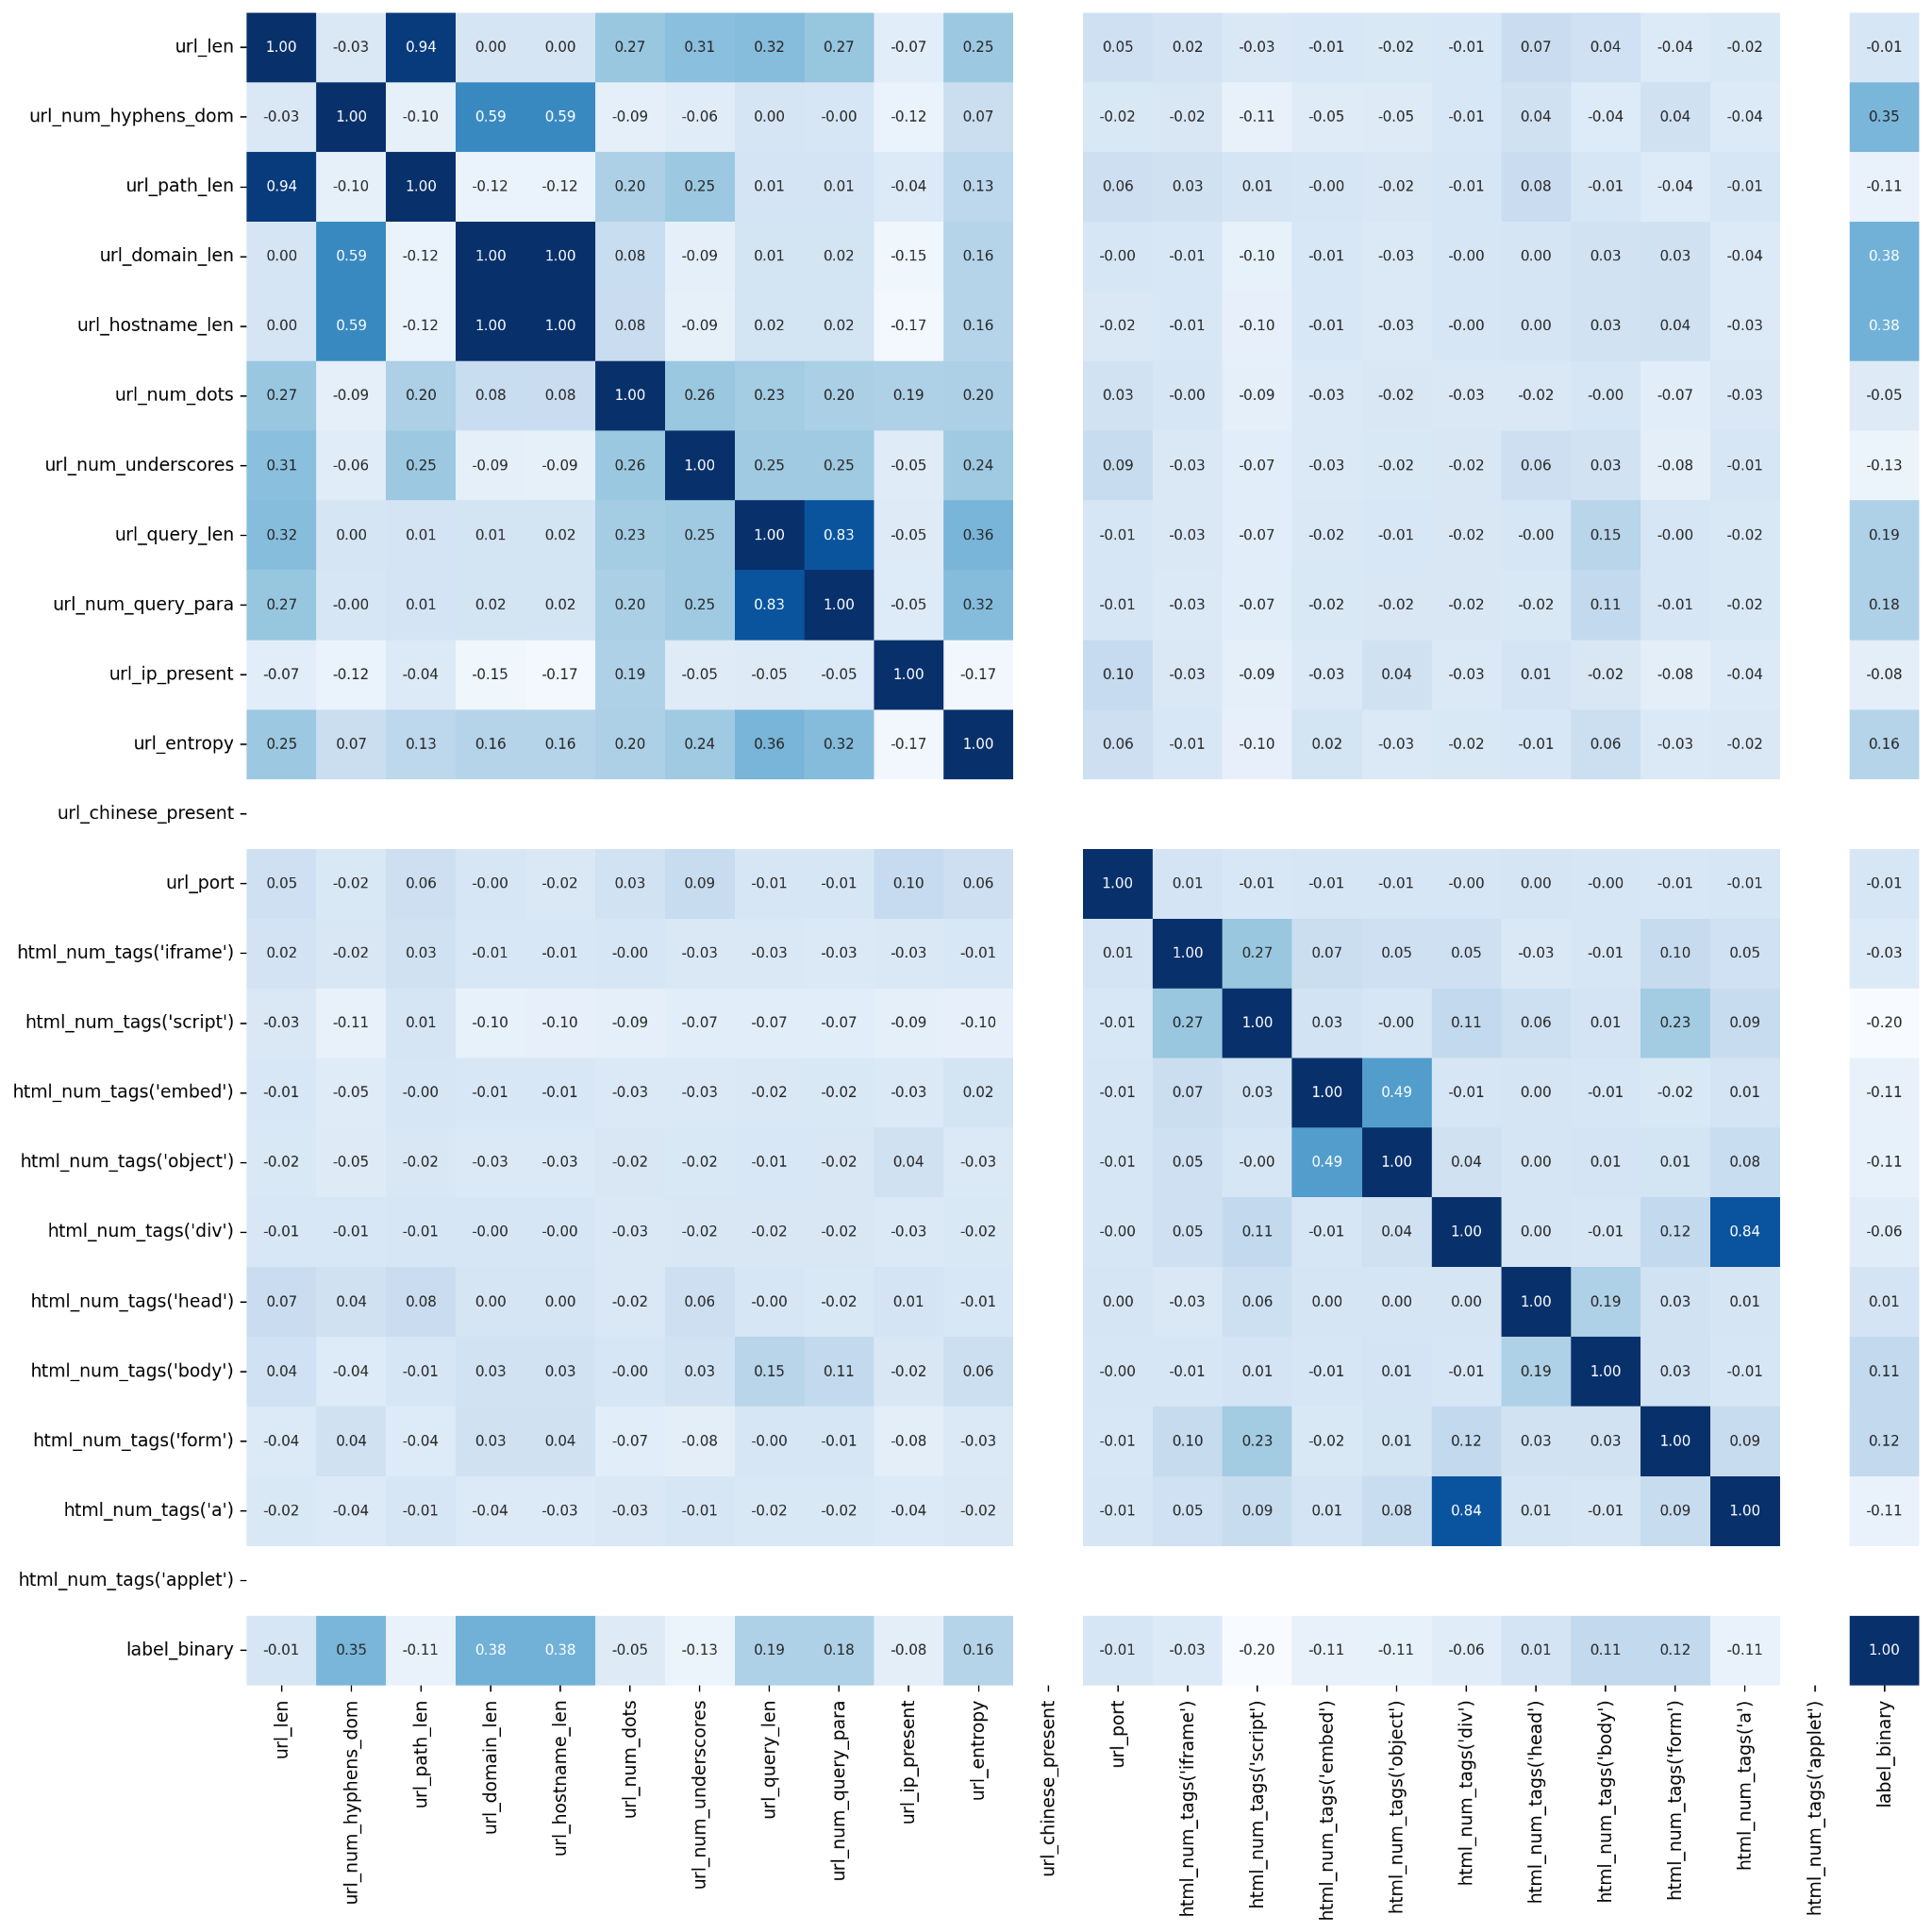 url_len 1.00 -0.03 0.94 0.00 0.00 0.27 0.31 0.32 0.27 -0.07 0.25 0.05 0.02 -0.03 -0.01 -0.02 -0.01 0.07 0.04 -0.04 -0.02 -0.01
url_num_hyphens_dom -0.03 1.00 -0.10 0.59 0.59 -0.09 -0.06 0.00 -0.00 -0.12 0.07 -0.02 -0.02 -0.11 -0.05 -0.05 -0.01 0.04 -0.04 0.04 -0.04 0.35
url_path_len 0.94 -0.10 1.00 -0.12 -0.12 0.20 0.25 0.01 0.01 -0.04 0.13 0.06 0.03 0.01 -0.00 -0.02 -0.01 0.08 -0.01 -0.04 -0.01 -0.11
url_domain_len 0.00 0.59 -0.12 1.00 1.00 0.08 -0.09 0.01 0.02 -0.15 0.16 -0.00 -0.01 -0.10 -0.01 -0.03 -0.00 0.00 0.03 0.03 -0.04 0.38
url_hostname_len 0.00 0.59 -0.12 1.00 1.00 0.08 -0.09 0.02 0.02 -0.17 0.16 -0.02 -0.01 -0.10 -0.01 -0.03 -0.00 0.00 0.03 0.04 -0.03 0.38
url_num_dots 0.27 -0.09 0.20 0.08 0.08 1.00 0.26 0.23 0.20 0.19 0.20 0.03 -0.00 -0.09 -0.03 -0.02 -0.03 -0.02 -0.00 -0.07 -0.03 -0.05
url_num_underscores 0.31 -0.06 0.25 -0.09 -0.09 0.26 1.00 0.25 0.25 -0.05 0.24 0.09 -0.03 -0.07 -0.03 -0.02 -0.02 0.06 0.03 -0.08 -0.01 -0.13
url_query_len 0.32 0.00 0.01 0.01 0.02 0.23 0.25 1.00 0.83 -0.05 0.36 -0.01 -0.03 -0.07 -0.02 -0.01 -0.02 -0.00 0.15 -0.00 -0.02 0.19
url_num_query_para 0.27 -0.00 0.01 0.02 0.02 0.20 0.25 0.83 1.00 -0.05 0.32 -0.01 -0.03 -0.07 -0.02 -0.02 -0.02 -0.02 0.11 -0.01 -0.02 0.18
url_ip_present -0.07 -0.12 -0.04 -0.15 -0.17 0.19 -0.05 -0.05 -0.05 1.00 -0.17 0.10 -0.03 -0.09 -0.03 0.04 -0.03 0.01 -0.02 -0.08 -0.04 -0.08
url_entropy 0.25 0.07 0.13 0.16 0.16 0.20 0.24 0.36 0.32 -0.17 1.00 0.06 -0.01 -0.10 0.02 -0.03 -0.02 -0.01 0.06 -0.03 -0.02 0.16
url_chinese_present
url_port 0.05 -0.02 0.06 -0.00 -0.02 0.03 0.09 -0.01 -0.01 0.10 0.06 1.00 0.01 -0.01 -0.01 -0.01 -0.00 0.00 -0.00 -0.01 -0.01 -0.01
html_num_tags('iframe') 0.02 -0.02 0.03 -0.01 -0.01 -0.00 -0.03 -0.03 -0.03 -0.03 -0.01 0.01 1.00 0.27 0.07 0.05 0.05 -0.03 -0.01 0.10 0.05 -0.03
html_num_tags('script') -0.03 -0.11 0.01 -0.10 -0.10 -0.09 -0.07 -0.07 -0.07 -0.09 -0.10 -0.01 0.27 1.00 0.03 -0.00 0.11 0.06 0.01 0.23 0.09 -0.20
html_num_tags('embed') -0.01 -0.05 -0.00 -0.01 -0.01 -0.03 -0.03 -0.02 -0.02 -0.03 0.02 -0.01 0.07 0.03 1.00 0.49 -0.01 0.00 -0.01 -0.02 0.01 -0.11
html_num_tags('object') -0.02 -0.05 -0.02 -0.03 -0.03 -0.02 -0.02 -0.01 -0.02 0.04 -0.03 -0.01 0.05 -0.00 0.49 1.00 0.04 0.00 0.01 0.01 0.08 -0.11
html_num_tags('div') -0.01 -0.01 -0.01 -0.00 -0.00 -0.03 -0.02 -0.02 -0.02 -0.03 -0.02 -0.00 0.05 0.11 -0.01 0.04 1.00 0.00 -0.01 0.12 0.84 -0.06
html_num_tags('head') 0.07 0.04 0.08 0.00 0.00 -0.02 0.06 -0.00 -0.02 0.01 -0.01 0.00 -0.03 0.06 0.00 0.00 0.00 1.00 0.19 0.03 0.01 0.01
html_num_tags('body') 0.04 -0.04 -0.01 0.03 0.03 -0.00 0.03 0.15 0.11 -0.02 0.06 -0.00 -0.01 0.01 -0.01 0.01 -0.01 0.19 1.00 0.03 -0.01 0.11
html_num_tags('form') -0.04 0.04 -0.04 0.03 0.04 -0.07 -0.08 -0.00 -0.01 -0.08 -0.03 -0.01 0.10 0.23 -0.02 0.01 0.12 0.03 0.03 1.00 0.09 0.12
html_num_tags('a') -0.02 -0.04 -0.01 -0.04 -0.03 -0.03 -0.01 -0.02 -0.02 -0.04 -0.02 -0.01 0.05 0.09 0.01 0.08 0.84 0.01 -0.01 0.09 1.00 -0.11
html_num_tags('applet')
label_binary -0.01 0.35 -0.11 0.38 0.38 -0.05 -0.13 0.19 0.18 -0.08 0.16 -0.01 -0.03 -0.20 -0.11 -0.11 -0.06 0.01 0.11 0.12 -0.11 1.00
url_len
url_num_hyphens_dom
url_path_len
url_domain_len
url_hostname_len
url_num_dots
url_num_underscores
url_query_len
url_num_query_para
url_ip_present
url_entropy
url_chinese_present
url_port
html_num_tags('iframe')
html_num_tags('script')
html_num_tags('embed')
html_num_tags('object')
html_num_tags('div')
html_num_tags('head')
html_num_tags('body')
html_num_tags('form')
html_num_tags('a')
html_num_tags('applet')
label_binary